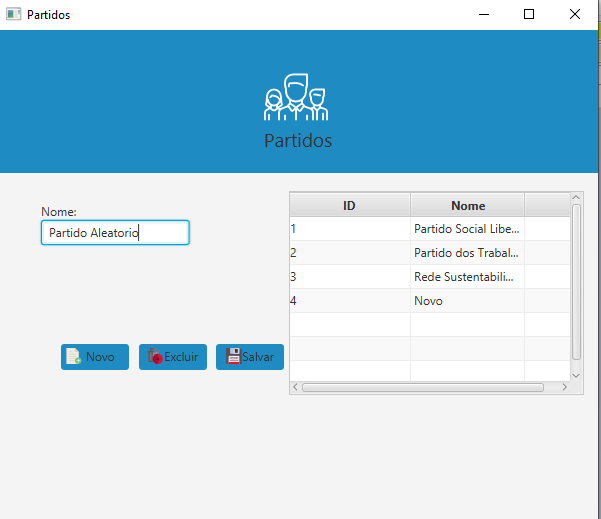 Partidos
Partidos
Nome:
Partido Aleatorio
Novo Excluir Salvar
ID Nome
1 Partido Social Libe...
2 Partido dos Trabal...
3 Rede Sustentabili...
4 Novo